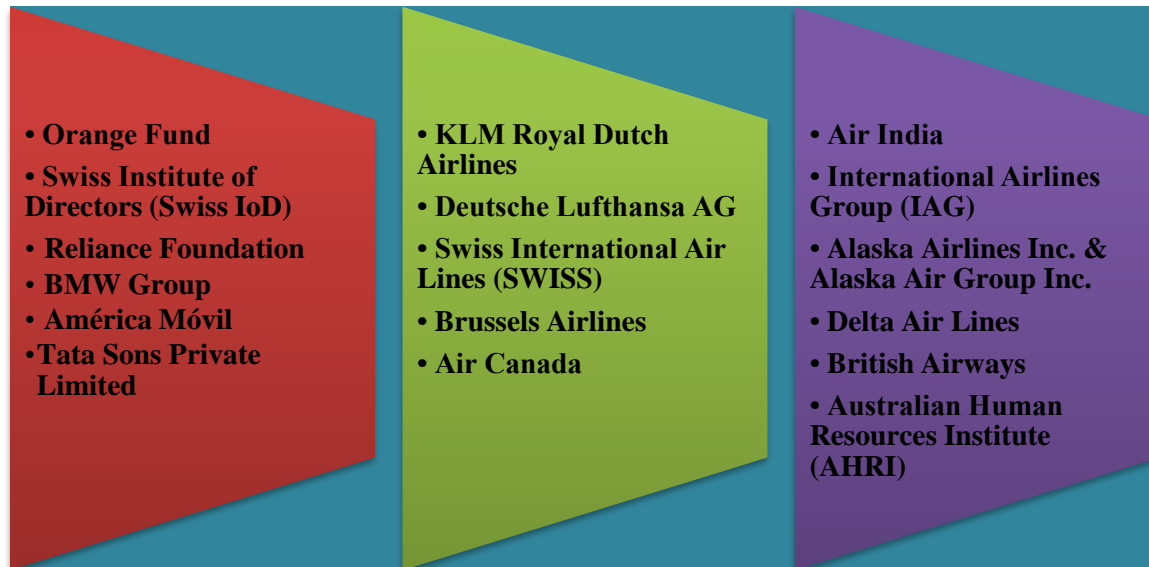 • Orange Fund
• Swiss Institute of
Directors (Swiss IoD)
• Reliance Foundation
• BMW Group
• América Móvil
•Tata Sons Private
Limited
• KLM Royal Dutch
Airlines
• Deutsche Lufthansa AG
• Swiss International Air
Lines (SWISS)
• Brussels Airlines
• Air Canada
• Air India
• International Airlines
Group (IAG)
• Alaska Airlines Inc. &
Alaska Air Group Inc.
• Delta Air Lines
• British Airways
• Australian Human
Resources Institute
(AHRI)